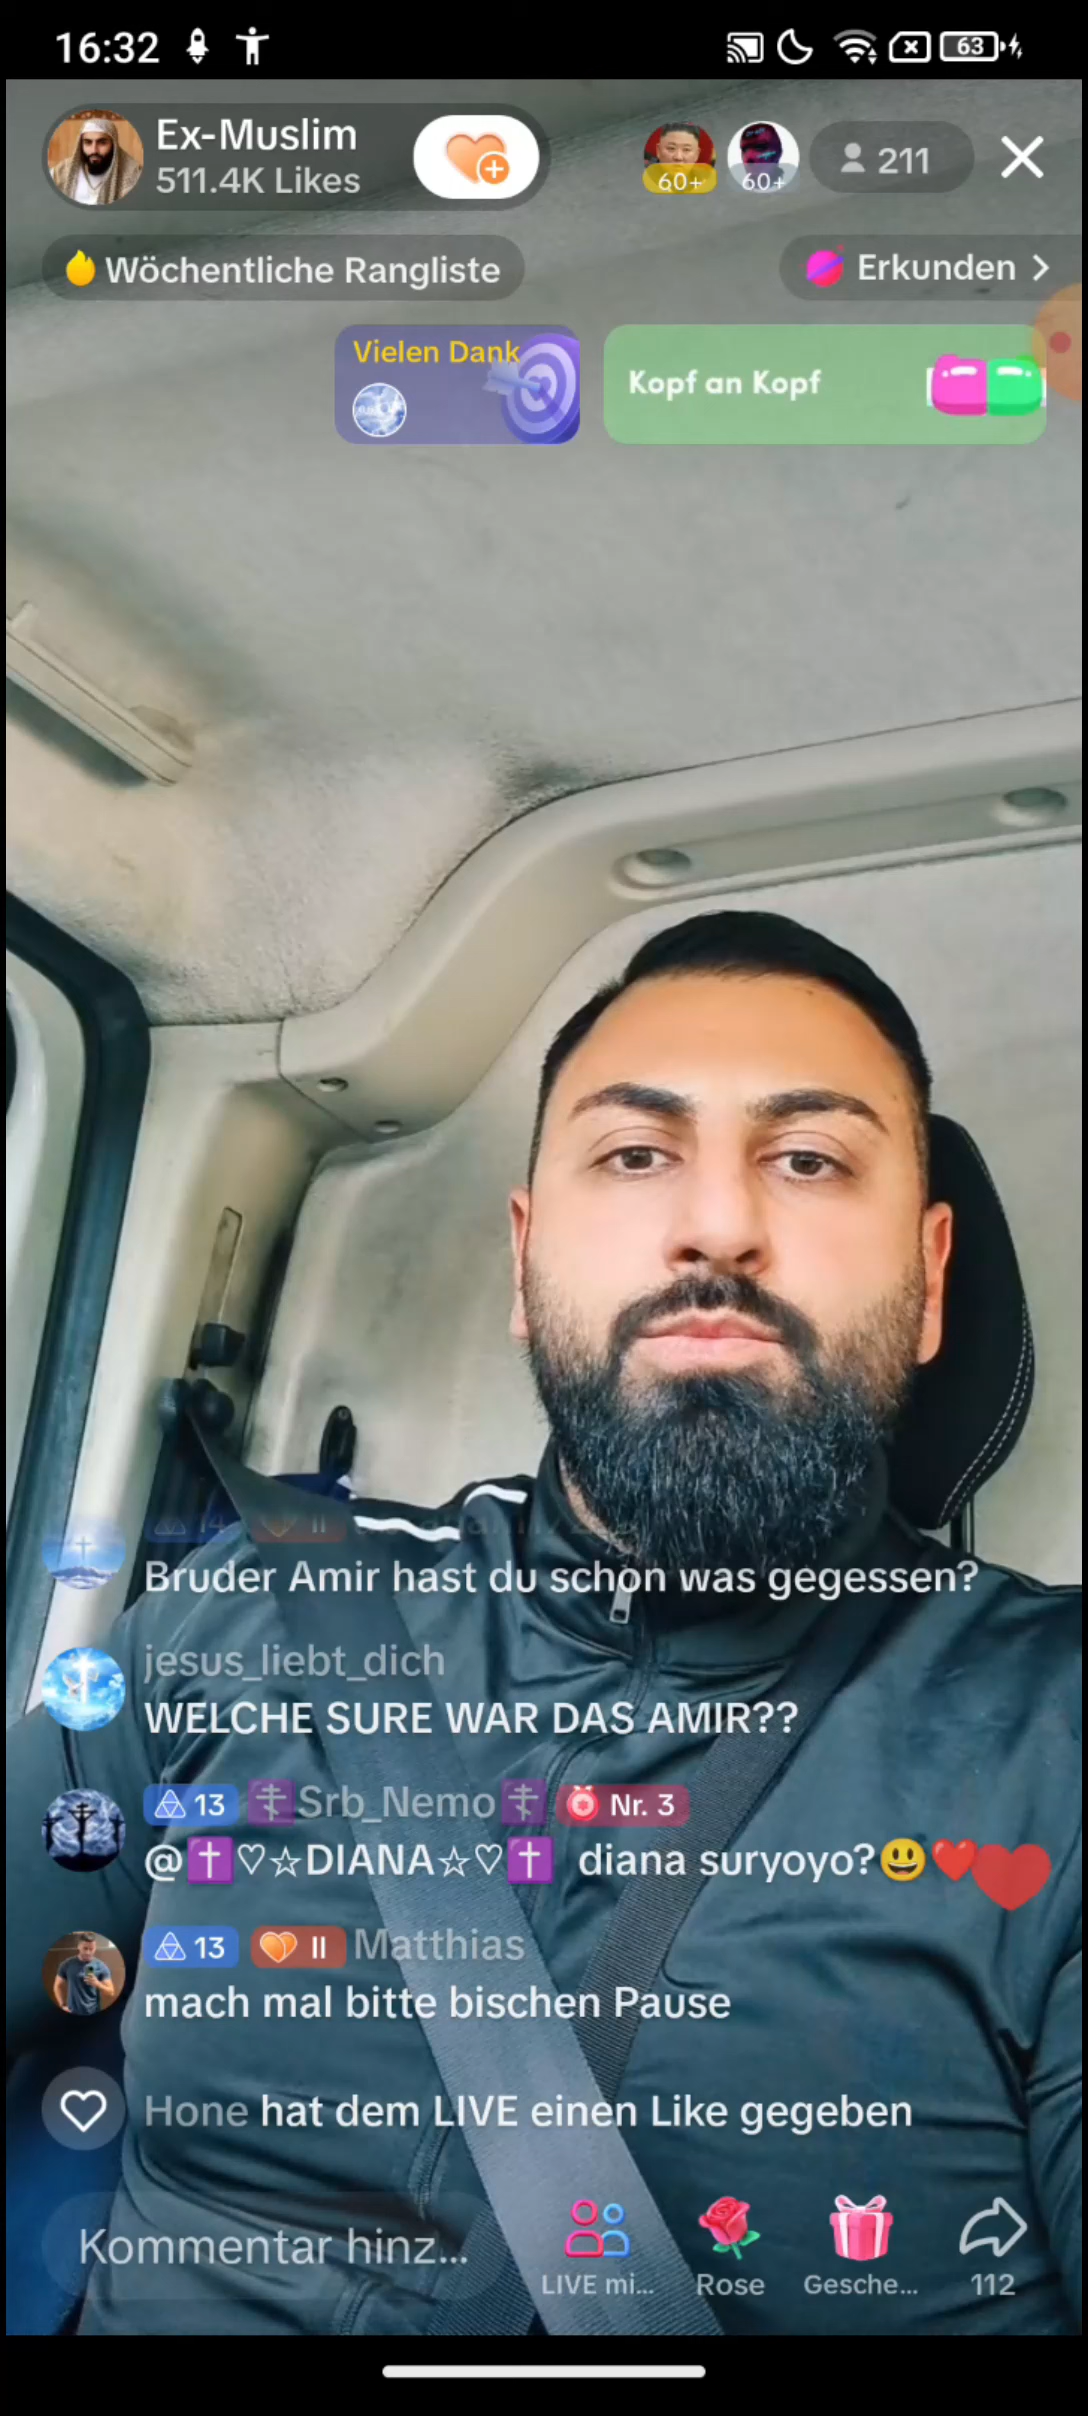 16:32
63
Ex-Muslim
511.4K Likes
60+
60+
211
Wöchentliche Rangliste
Erkunden >
Vielen Dank
Kopf an Kopf
14 II
Bruder Amir hast du schon was gegessen?
jesus_liebt_dich
WELCHE SURE WAR DAS AMIR??
13 ☦️Srb_Nemo☦️ Nr. 3
@✝️♡☆DIANA☆♡✝️ diana suryoyo?😃❤️
13 II Matthias
mach mal bitte bischen Pause
Hone hat dem LIVE einen Like gegeben
Kommentar hinz...
LIVE mi...
Rose
Gesche...
112